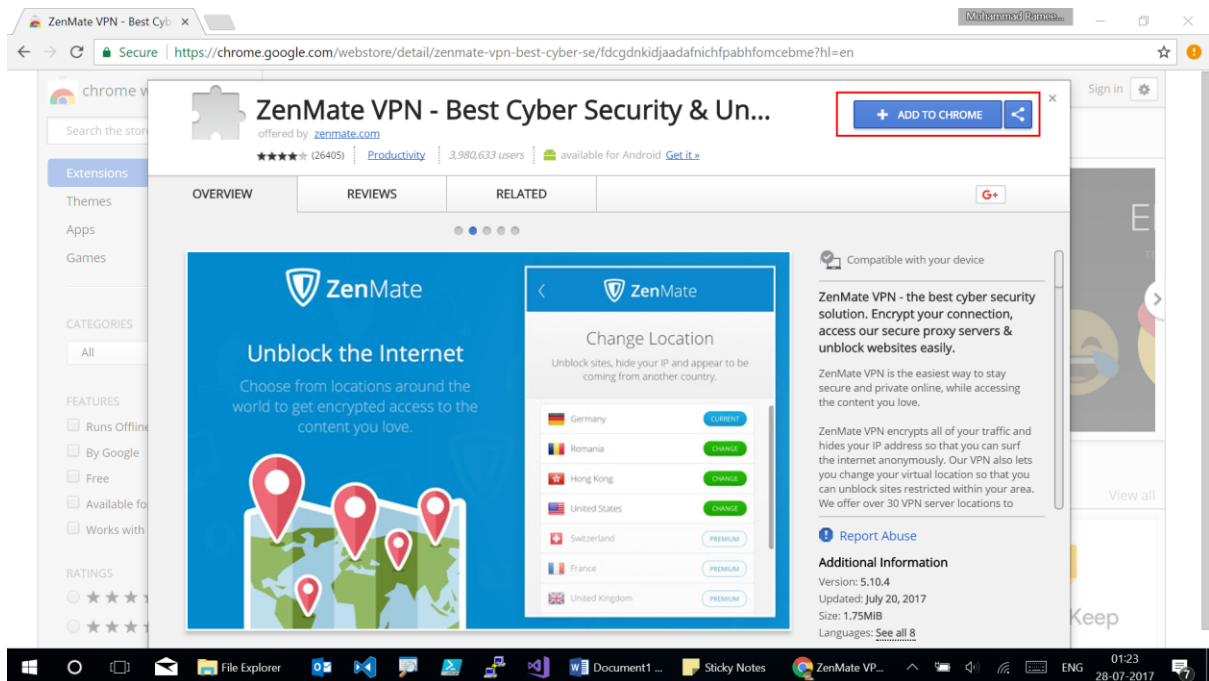 ZenMate VPN - Best Cyb
Mohammad Ramee...
Secure | https://chrome.google.com/webstore/detail/zenmate-vpn-best-cyber-se/fdcgdnkidjaadafnichfpabhfomcebme?hl=en
chrome w
Sign in
Search the store
Extensions
Themes
Apps
Games
CATEGORIES
All
FEATURES
Runs Offline
By Google
Free
Available fo
Works with
RATINGS
ZenMate VPN - Best Cyber Security & Un...
offered by zenmate.com
(26405)
Productivity
3,980,633 users
available for Android Get it »
ADD TO CHROME
OVERVIEW
REVIEWS
RELATED
G+
ZenMate
Unblock the Internet
Choose from locations around the
world to get encrypted access to the
content you love.
ZenMate
Change Location
Unblock sites, hide your IP and appear to be
coming from another country.
Germany CURRENT
Romania CHANGE
Hong Kong CHANGE
United States CHANGE
Switzerland PREMIUM
France PREMIUM
United Kingdom PREMIUM
Compatible with your device
ZenMate VPN - the best cyber security
solution. Encrypt your connection,
access our secure proxy servers &
unblock websites easily.
ZenMate VPN is the easiest way to stay
secure and private online, while accessing
the content you love.
ZenMate VPN encrypts all of your traffic and
hides your IP address so that you can surf
the internet anonymously. Our VPN also lets
you change your virtual location so that you
can unblock sites restricted within your area.
We offer over 30 VPN server locations to
Report Abuse
Additional Information
Version: 5.10.4
Updated: July 20, 2017
Size: 1.75MiB
Languages: See all 8
E
View all
Keep
File Explorer
Document1 ...
Sticky Notes
ZenMate VP...
ENG
01:23
28-07-2017
7